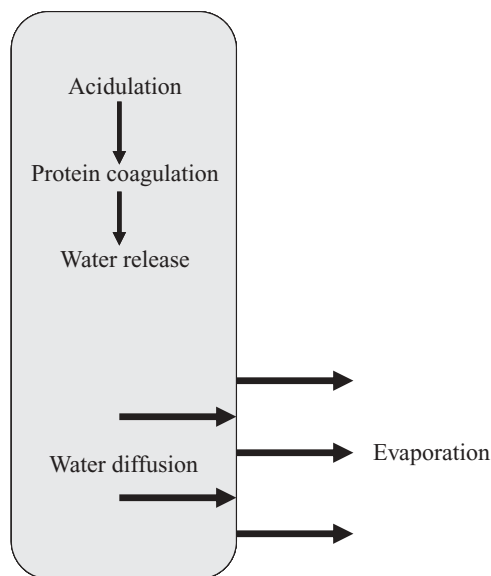 Acidulation
Protein coagulation
Water release
Water diffusion
Evaporation